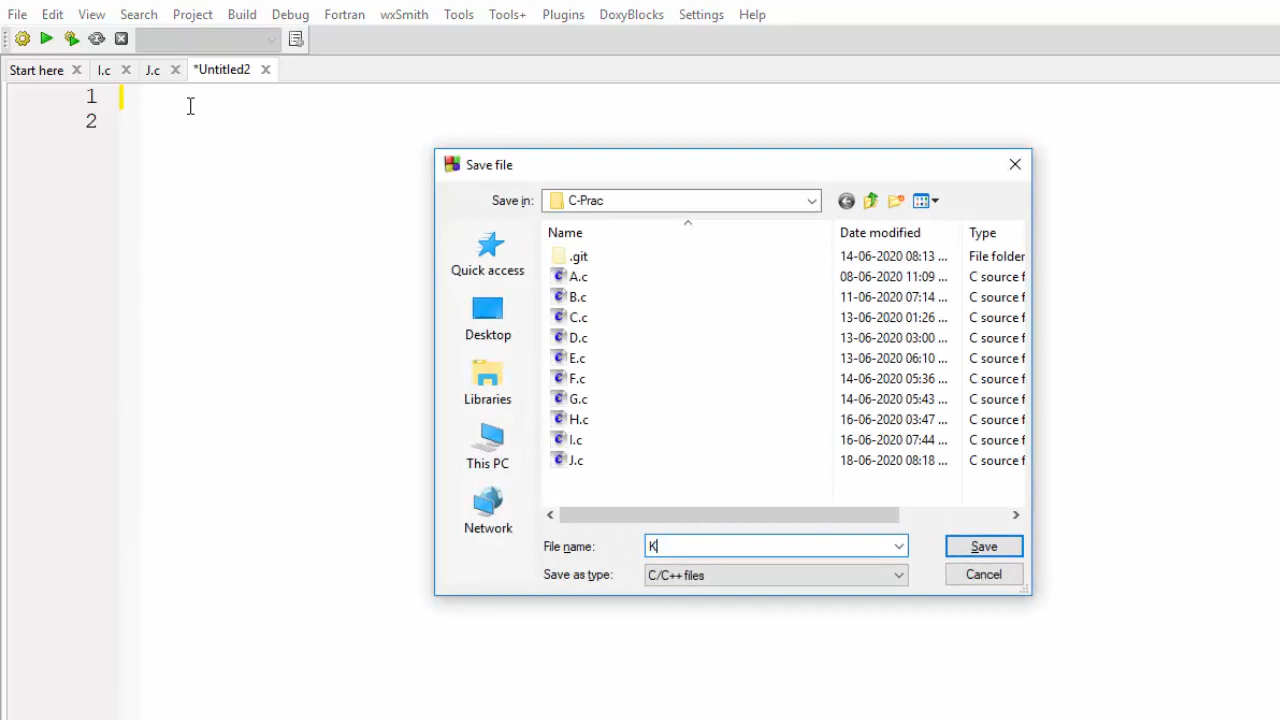 File Edit View Search Project Build Debug Fortran wxSmith Tools Tools+ Plugins DoxyBlocks Settings Help
Start here I.c J.c *Untitled2
1
2
Save file
Save in: C-Prac
Name Date modified Type
.git 14-06-2020 08:13 ... File folder
A.c 08-06-2020 11:09 ... C source f
B.c 11-06-2020 07:14 ... C source f
C.c 13-06-2020 01:26 ... C source f
D.c 13-06-2020 03:00 ... C source f
E.c 13-06-2020 06:10 ... C source f
F.c 14-06-2020 05:36 ... C source f
G.c 14-06-2020 05:43 ... C source f
H.c 16-06-2020 03:47 ... C source f
I.c 16-06-2020 07:44 ... C source f
J.c 18-06-2020 08:18 ... C source f
Quick access
Desktop
Libraries
This PC
Network
File name: K Save
Save as type: C/C++ files Cancel